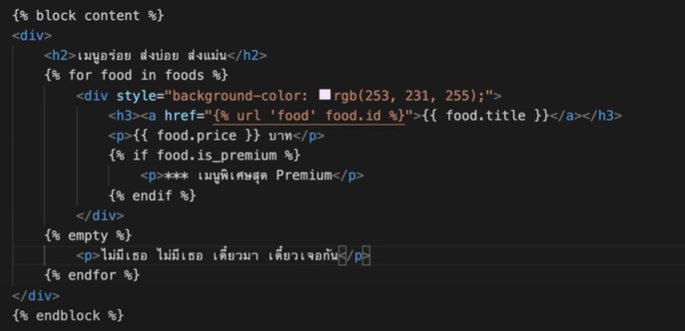 {% block content %}
<div>
<h2>เมนูอร่อย ส่งบ่อย ส่งแม่น</h2>
{% for food in foods %}
<div style="background-color: rgb(253, 231, 255);">
<h3><a href="{% url 'food' food.id %}">{{ food.title }}</a></h3>
<p>{{ food.price }} บาท</p>
{% if food.is_premium %}
<p>*** เมนูพิเศษสุด Premium</p>
{% endif %}
</div>
{% empty %}
<p>ไม่มีเธอ ไม่มีเธอ เดี๋ยวมา เดี๋ยวเจอกัน</p>
{% endfor %}
</div>
{% endblock %}